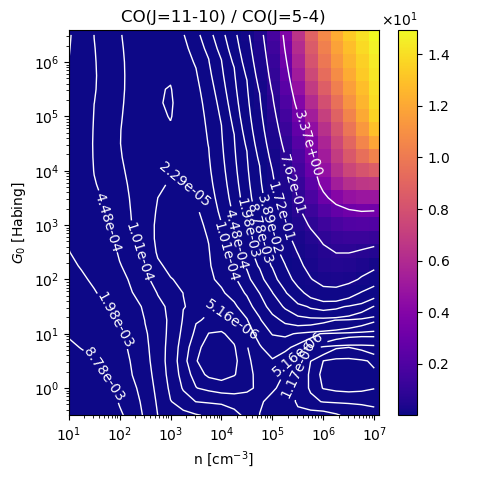 CO(J=11-10) / CO(J=5-4)
×10¹
G₀ [Habing]
10⁶
10⁵
10⁴
10³
10²
10¹
10⁰
3.37e+00
7.62e-01
1.72e-01
3.89e-02
8.78e-03
1.98e-03
4.48e-04
1.01e-04
2.29e-05
4.48e-04
1.01e-04
1.98e-03
8.78e-03
5.16e-06
5.16e-06
1.17e-06
10¹
10²
10³
10⁴
10⁵
10⁶
10⁷
n [cm⁻³]
1.4
1.2
1.0
0.8
0.6
0.4
0.2